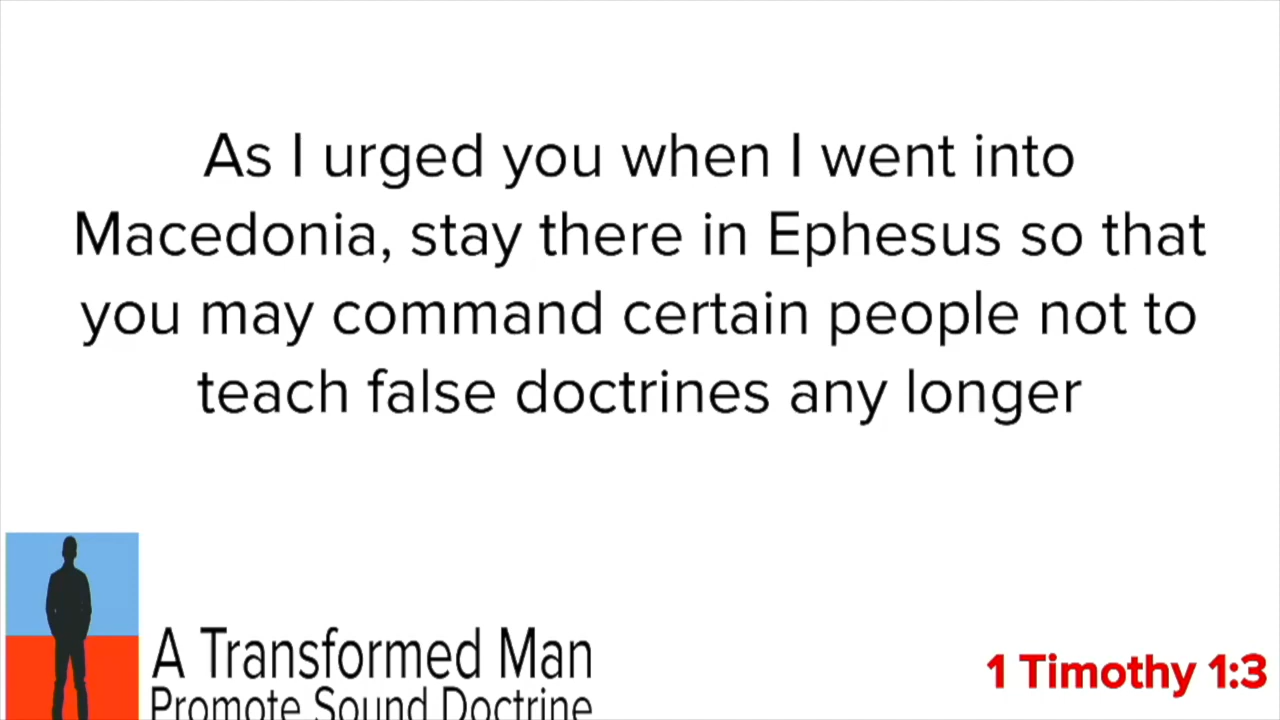 As I urged you when I went into
Macedonia, stay there in Ephesus so that
you may command certain people not to
teach false doctrines any longer
A Transformed Man
Promote Sound Doctrine
1 Timothy 1:3